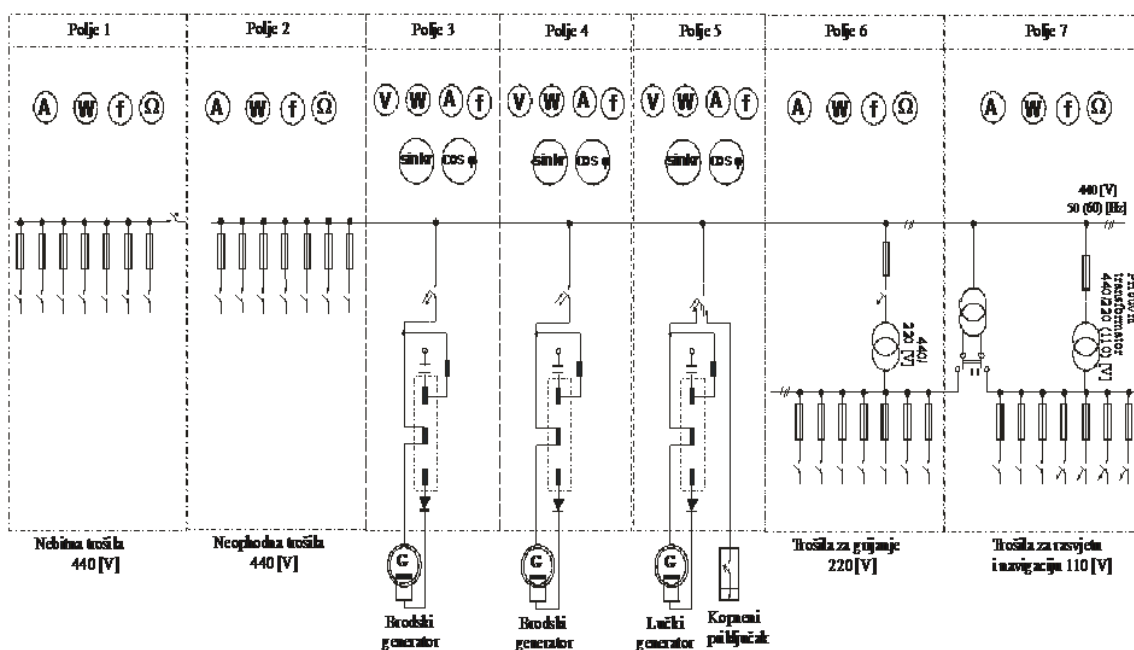 Polje 1
Polje 2
Polje 3
Polje 4
Polje 5
Polje 6
Polje 7
A W f Ω
A W f Ω
V W A f
V W A f
V W A f
A W f Ω
A W f Ω
sinkr cos φ
sinkr cos φ
sinkr cos φ
440 [V]
50 (60) [Hz]
440/
220 [V]
transformator
440/220 (110) [V]
Nebitna trošila
440 [V]
Neophodna trošila
440 [V]
G
G
G
Brodski
generator
Brodski
generator
Lučki
generator
Kopneni
priključak
Trošila za grijanje
220 [V]
Trošila za rasvjetu
i navigaciju 110 [V]